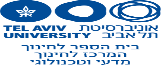 TEL AVIV אוניברסיטת
UNIVERSITY תל אביב
בית הספר לחינוך
המרכז לחינוך
מדעי וטכנולוגי